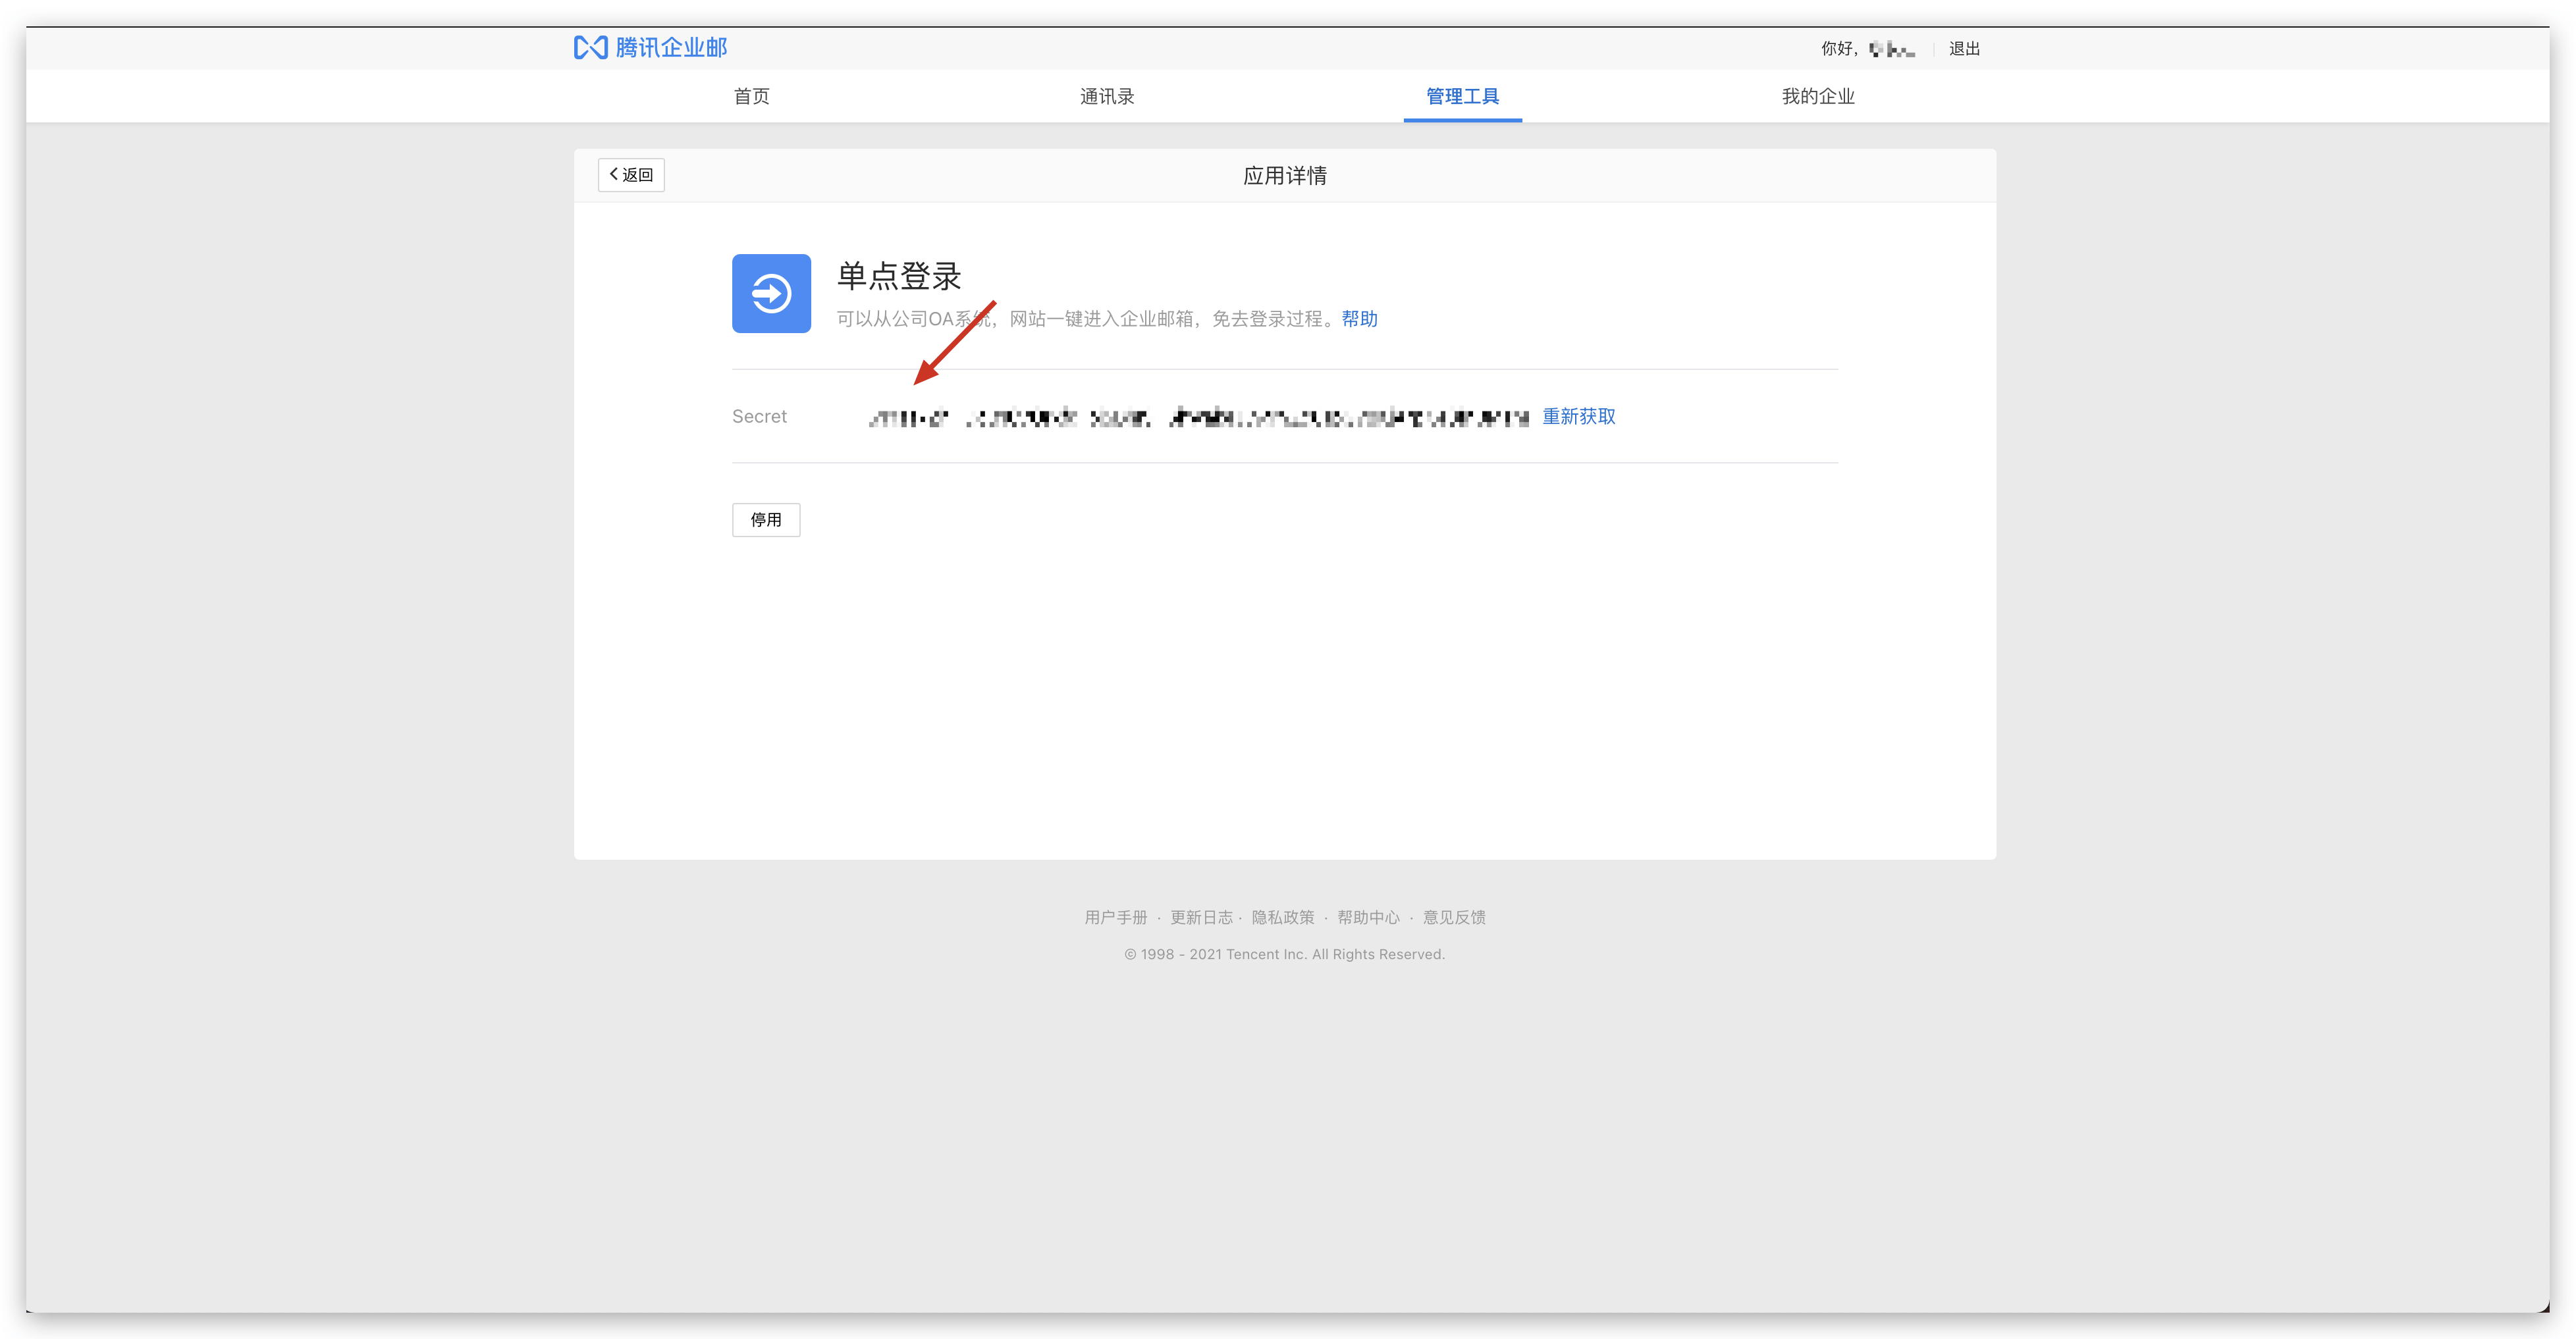 腾讯企业邮
你好, 退出
首页 通讯录 管理工具 我的企业
返回 应用详情
单点登录
可以从公司OA系统，网站一键进入企业邮箱，免去登录过程。帮助
Secret 重新获取
停用
用户手册 · 更新日志 · 隐私政策 · 帮助中心 · 意见反馈
© 1998 - 2021 Tencent Inc. All Rights Reserved.